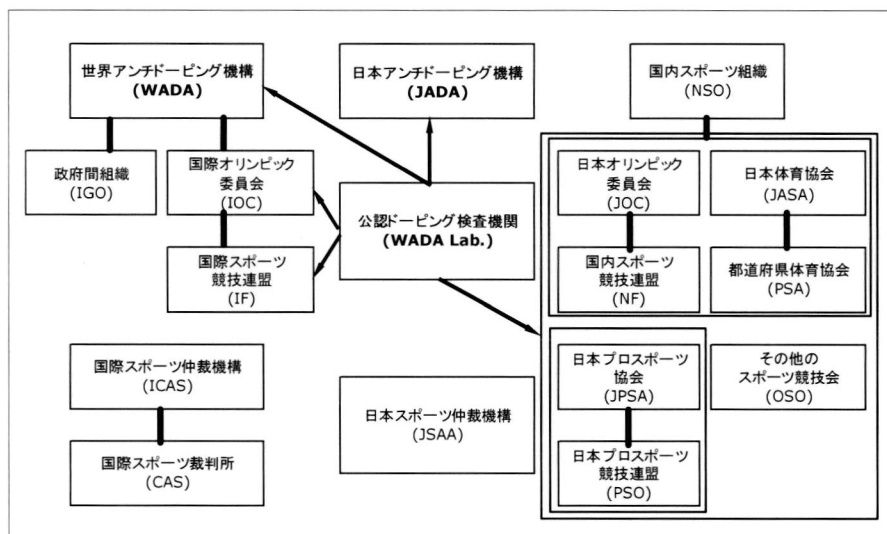 世界アンチドーピング機構
(WADA)
日本アンチドーピング機構
(JADA)
国内スポーツ組織
(NSO)
政府間組織
(IGO)
国際オリンピック
委員会
(IOC)
公認ドーピング検査機関
(WADA Lab.)
日本オリンピック
委員会
(JOC)
日本体育協会
(JASA)
国際スポーツ
競技連盟
(IF)
国内スポーツ
競技連盟
(NF)
都道府県体育協会
(PSA)
国際スポーツ仲裁機構
(ICAS)
日本スポーツ仲裁機構
(JSAA)
日本プロスポーツ
協会
(JPSA)
その他の
スポーツ競技会
(OSO)
国際スポーツ裁判所
(CAS)
日本プロスポーツ
競技連盟
(PSO)